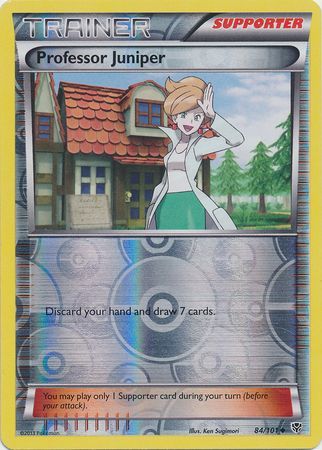 TRAINER
SUPPORTER
Professor Juniper
Discard your hand and draw 7 cards.
You may play only 1 Supporter card during your turn (before
your attack).
©2013 Pokémon
Illus. Ken Sugimori
84/101